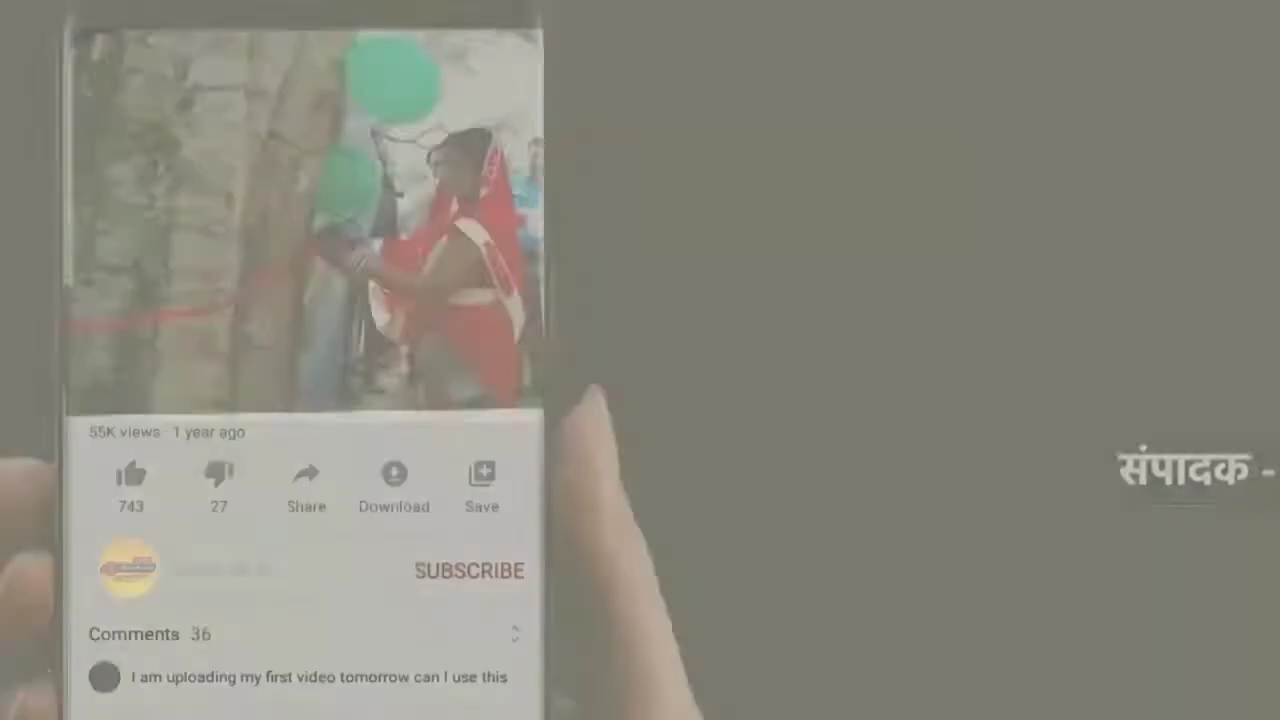 55K views · 1 year ago
743
27
Share
Download
Save
SUBSCRIBE
Comments 36
I am uploading my first video tomorrow can I use this
संपादक -